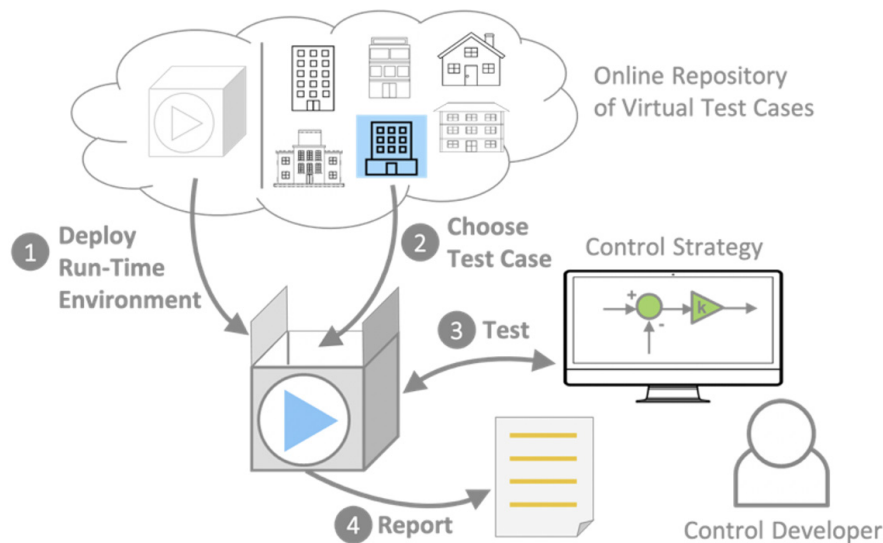 Online Repository
of Virtual Test Cases
1 Deploy
Run-Time
Environment
2 Choose
Test Case
Control Strategy
+
-
k
3 Test
4 Report
Control Developer